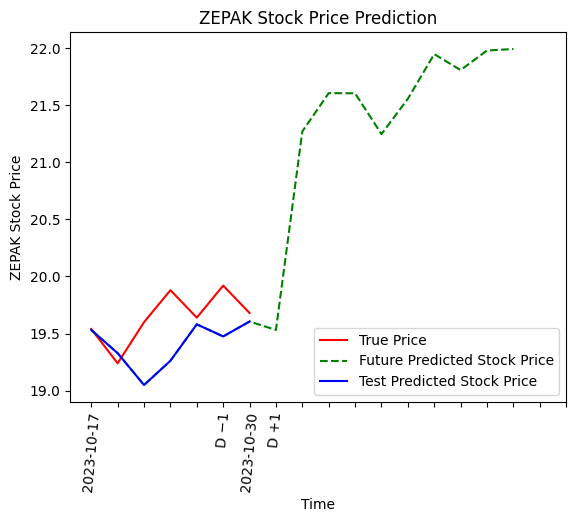 ZEPAK Stock Price Prediction
ZEPAK Stock Price
22.0
21.5
21.0
20.5
20.0
19.5
19.0
True Price
Future Predicted Stock Price
Test Predicted Stock Price
2023-10-17
D −1
2023-10-30
D +1
Time